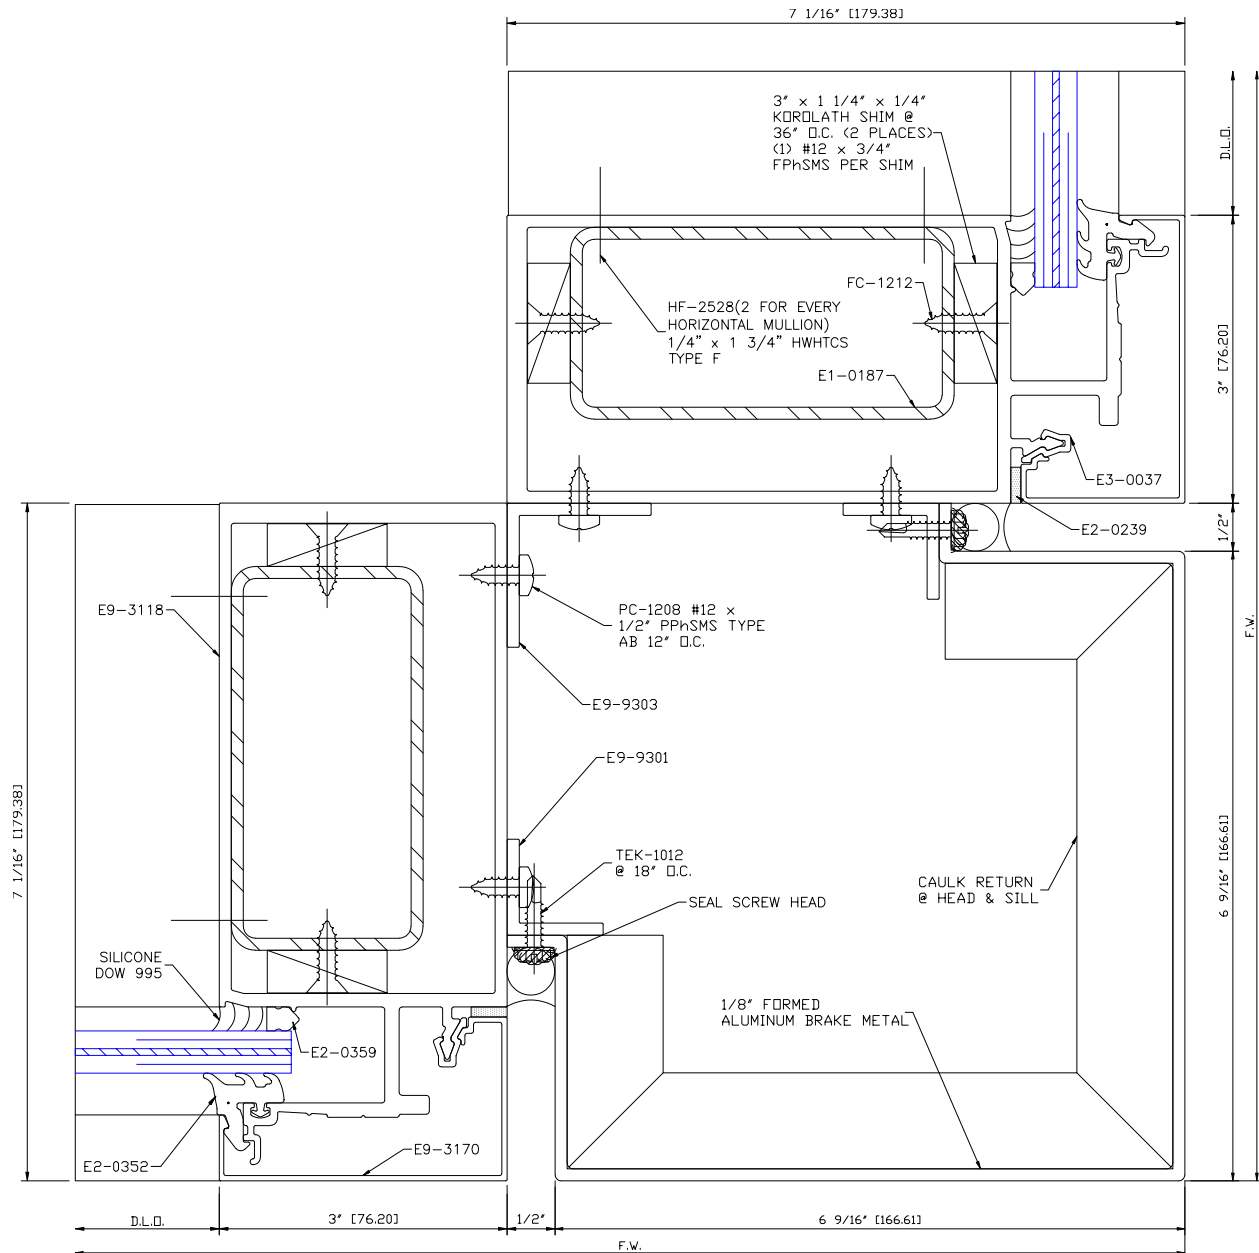 7 1/16" [179.38]
3" x 1 1/4" x 1/4"
KOROLATH SHIM @
36" O.C. (2 PLACES)
(1) #12 x 3/4"
FPhSMS PER SHIM
D.L.O.
FC-1212
HF-2528(2 FOR EVERY
HORIZONTAL MULLION)
1/4" x 1 3/4" HWHTCS
TYPE F
E1-0187
3" [76.20]
E3-0037
E2-0239
1/2"
E9-3118
PC-1208 #12 x
1/2" PPhSMS TYPE
AB 12" O.C.
F.W.
E9-9303
E9-9301
7 1/16" [179.38]
TEK-1012
@ 18" O.C.
CAULK RETURN
@ HEAD & SILL
6 9/16" [166.61]
SEAL SCREW HEAD
SILICONE
DOW 995
1/8" FORMED
ALUMINUM BRAKE METAL
E2-0359
E9-3170
E2-0352
D.L.O.
3" [76.20]
1/2"
6 9/16" [166.61]
F.W.